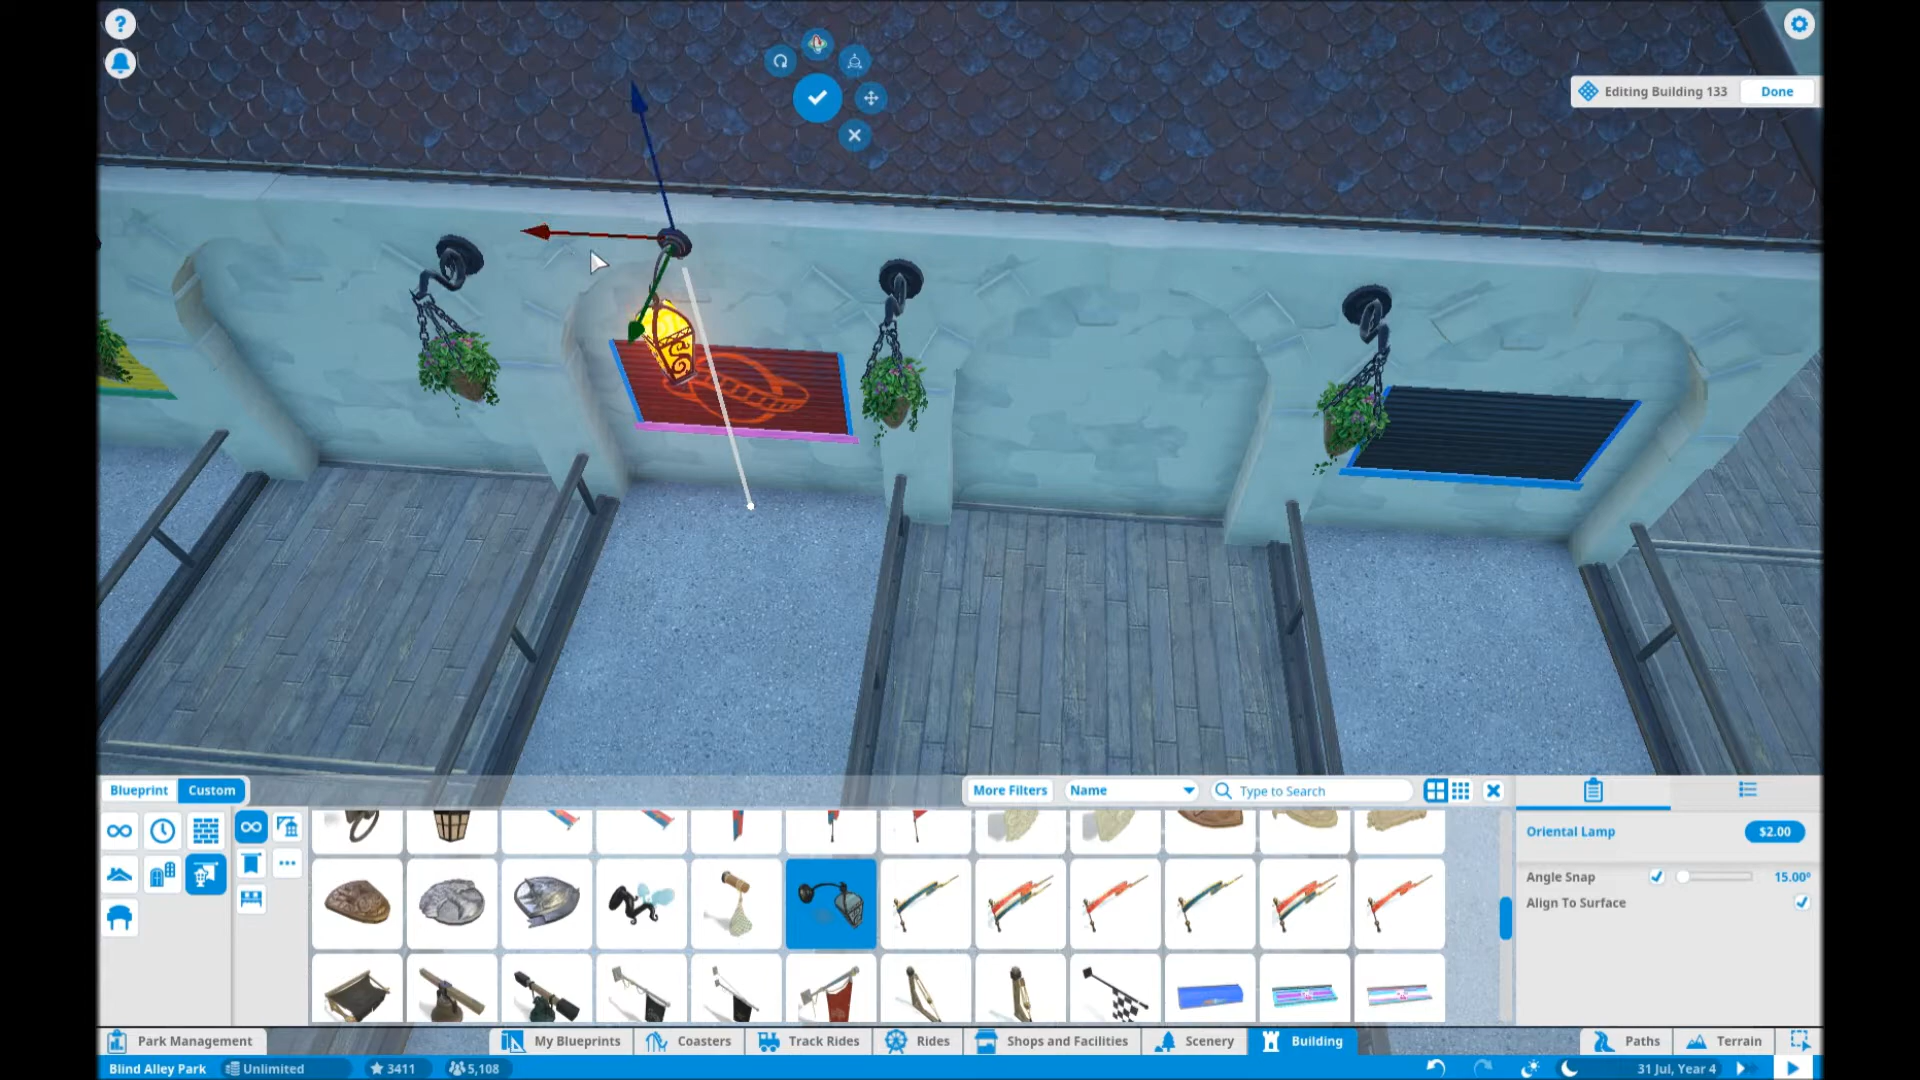 ?
Editing Building 133
Done
Blueprint
Custom
More Filters
Name
Type to Search
Oriental Lamp
$2.00
Angle Snap
15.00°
Align To Surface
Park Management
My Blueprints
Coasters
Track Rides
Rides
Shops and Facilities
Scenery
Building
Paths
Terrain
Blind Alley Park
Unlimited
3411
5,108
31 Jul, Year 4